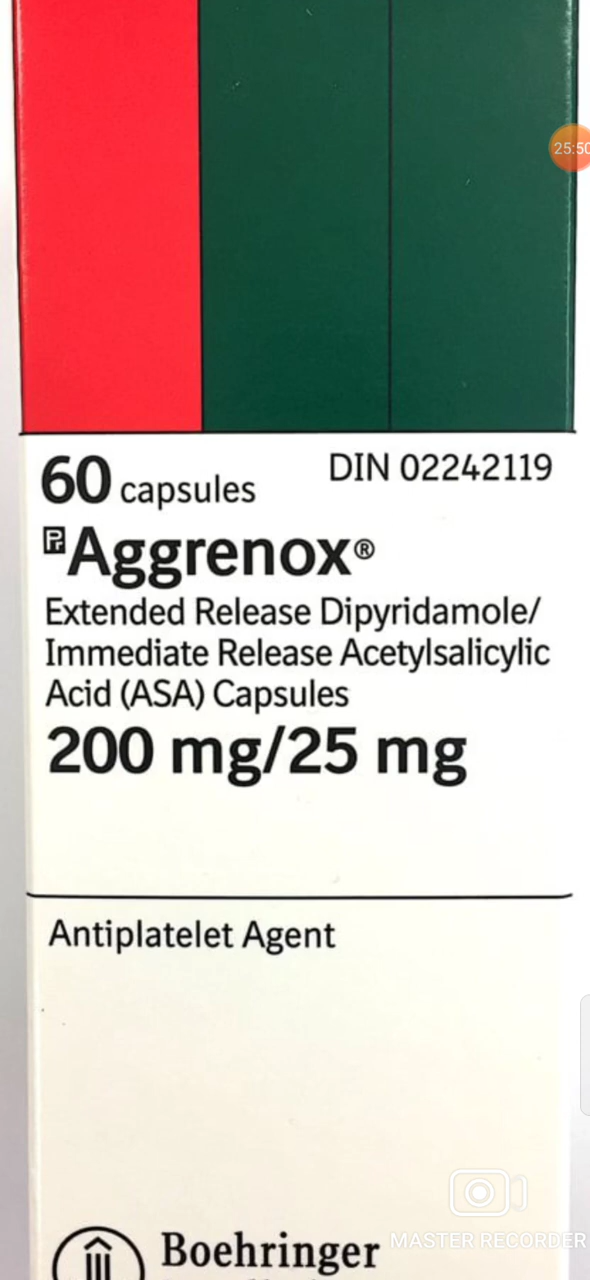 25:50
60 capsules
DIN 02242119
Pr Aggrenox®
Extended Release Dipyridamole/
Immediate Release Acetylsalicylic
Acid (ASA) Capsules
200 mg/25 mg
Antiplatelet Agent
Boehringer
MASTER RECORDER